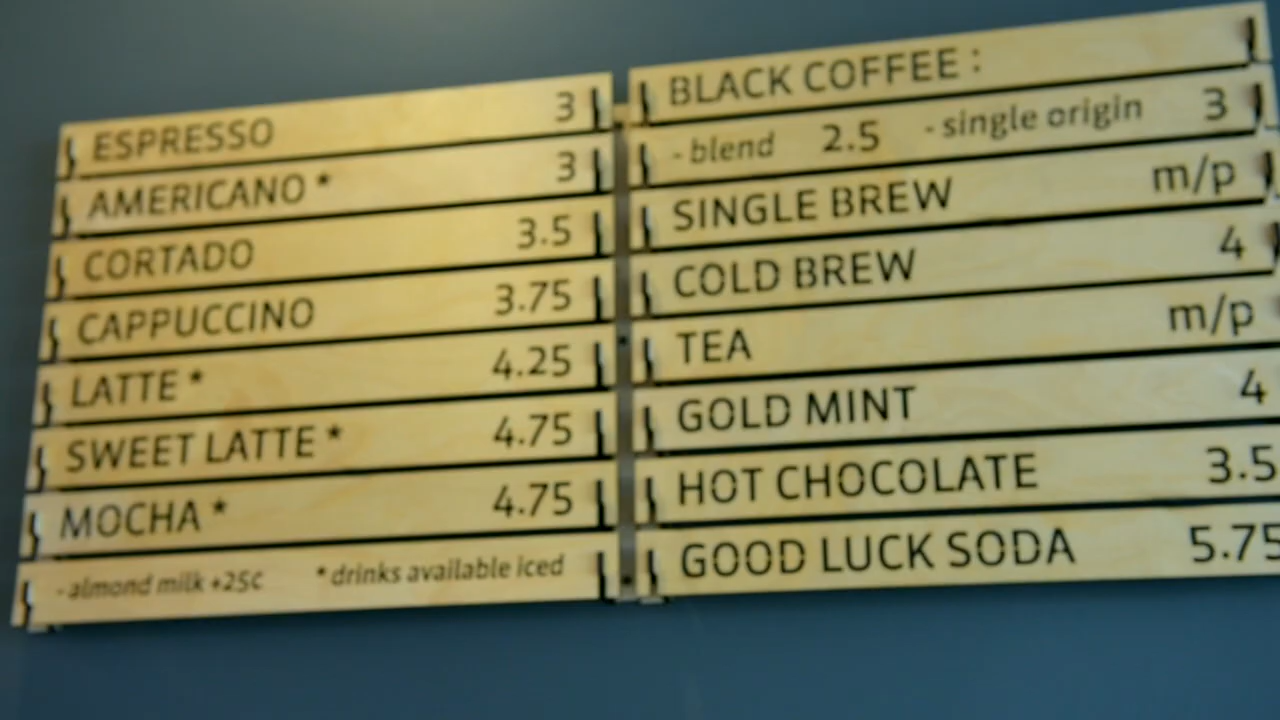 ESPRESSO 3
AMERICANO * 3
CORTADO 3.5
CAPPUCCINO 3.75
LATTE * 4.25
SWEET LATTE * 4.75
MOCHA * 4.75
- almond milk +25¢ * drinks available iced
BLACK COFFEE :
- blend 2.5 - single origin 3
SINGLE BREW m/p
COLD BREW 4
TEA m/p
GOLD MINT 4
HOT CHOCOLATE 3.5
GOOD LUCK SODA 5.75